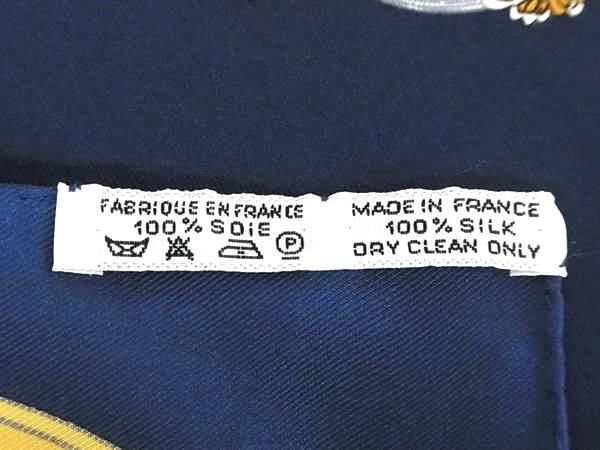 FABRIQUE EN FRANCE
100% SOIE
P
MADE IN FRANCE
100% SILK
DRY CLEAN ONLY